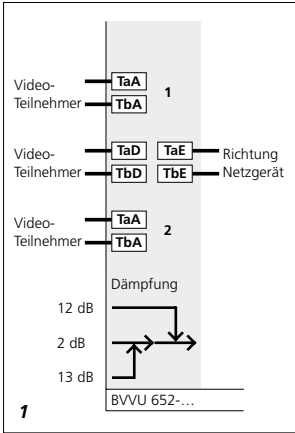 TaA
Video-
1
Teilnehmer
TbA
Video-
TaD
TaE
Richtung
Teilnehmer
TbD
TbE
Netzgerät
Video-
TaA
2
Teilnehmer
TbA
Dämpfung
12 dB
2 dB
13 dB
BVVU 652-...
1